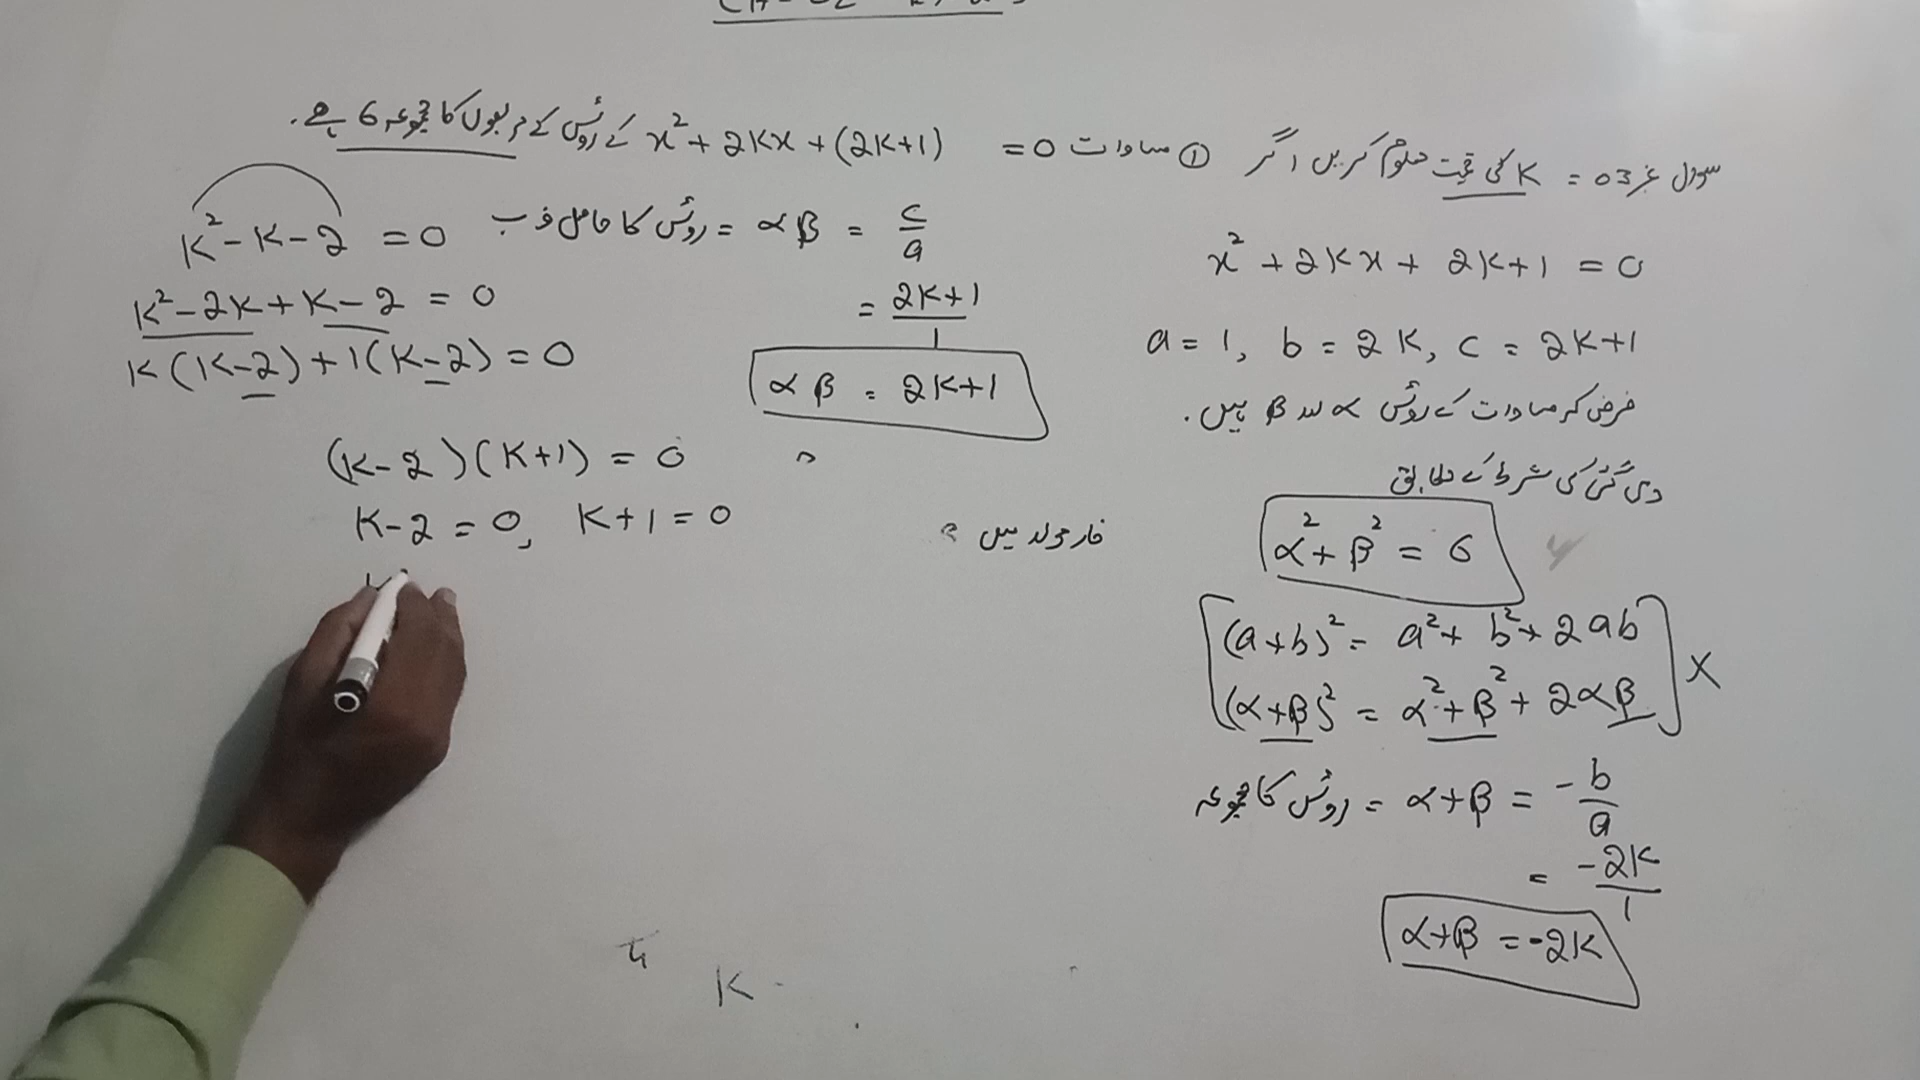 سوال نمبر 03 = K کی قیمت معلوم کریں اگر ① مساوات x² + 2Kx + (2K+1) = 0 کے روٹس کے مربعوں کا مجموعہ 6 ہے.
x² + 2Kx + 2K+1 = 0
a = 1, b = 2K, c = 2K+1
فرض کر مساوات کے روٹس α اور β ہیں.
دی گئی کی شرط کے مطابق
α² + β² = 6
(a+b)² = a² + b² + 2ab
(α+β)² = α² + β² + 2αβ
X
روٹس کا مجموعہ = α+β = -b/a
= -2K/1
α+β = -2K
روٹس کا حاصل ضرب = αβ = c/a
= 2K+1/1
αβ = 2K+1
میں
K² - K - 2 = 0
K² - 2K + K - 2 = 0
K(K-2) + 1(K-2) = 0
(K-2)(K+1) = 0
K-2 = 0, K+1 = 0
K